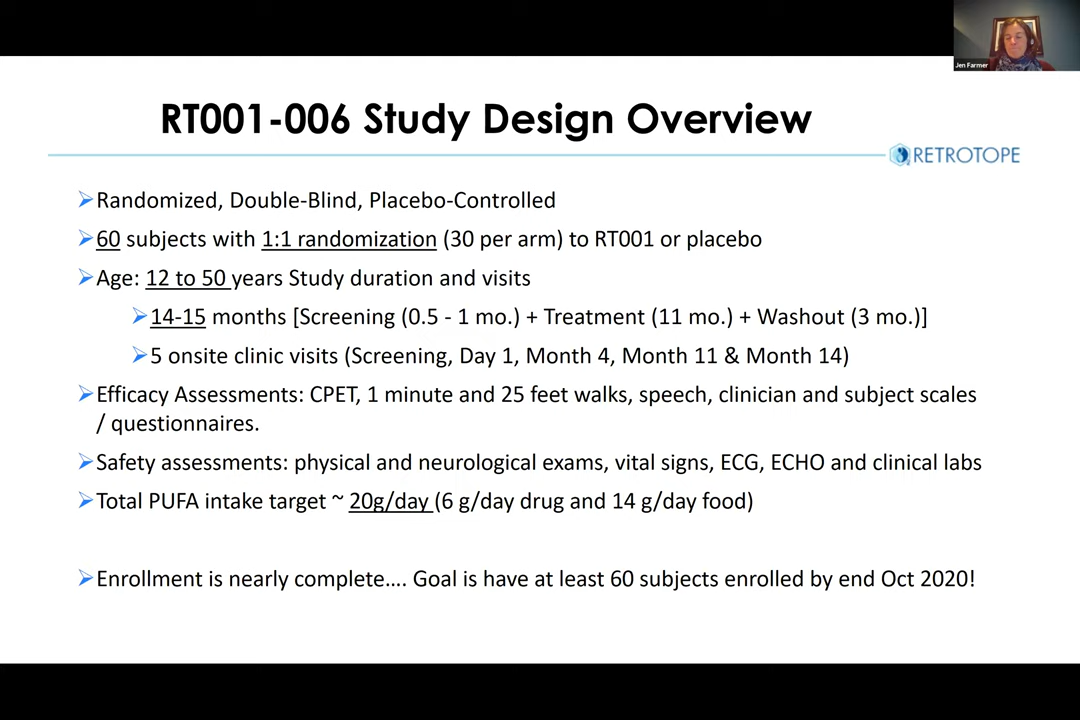 Jen Farmer
RT001-006 Study Design Overview
RETROTOPE
➢Randomized, Double-Blind, Placebo-Controlled
➢60 subjects with 1:1 randomization (30 per arm) to RT001 or placebo
➢Age: 12 to 50 years Study duration and visits
➢14-15 months [Screening (0.5 - 1 mo.) + Treatment (11 mo.) + Washout (3 mo.)]
➢5 onsite clinic visits (Screening, Day 1, Month 4, Month 11 & Month 14)
➢Efficacy Assessments: CPET, 1 minute and 25 feet walks, speech, clinician and subject scales
/ questionnaires.
➢Safety assessments: physical and neurological exams, vital signs, ECG, ECHO and clinical labs
➢Total PUFA intake target ~ 20g/day (6 g/day drug and 14 g/day food)
➢Enrollment is nearly complete.... Goal is have at least 60 subjects enrolled by end Oct 2020!